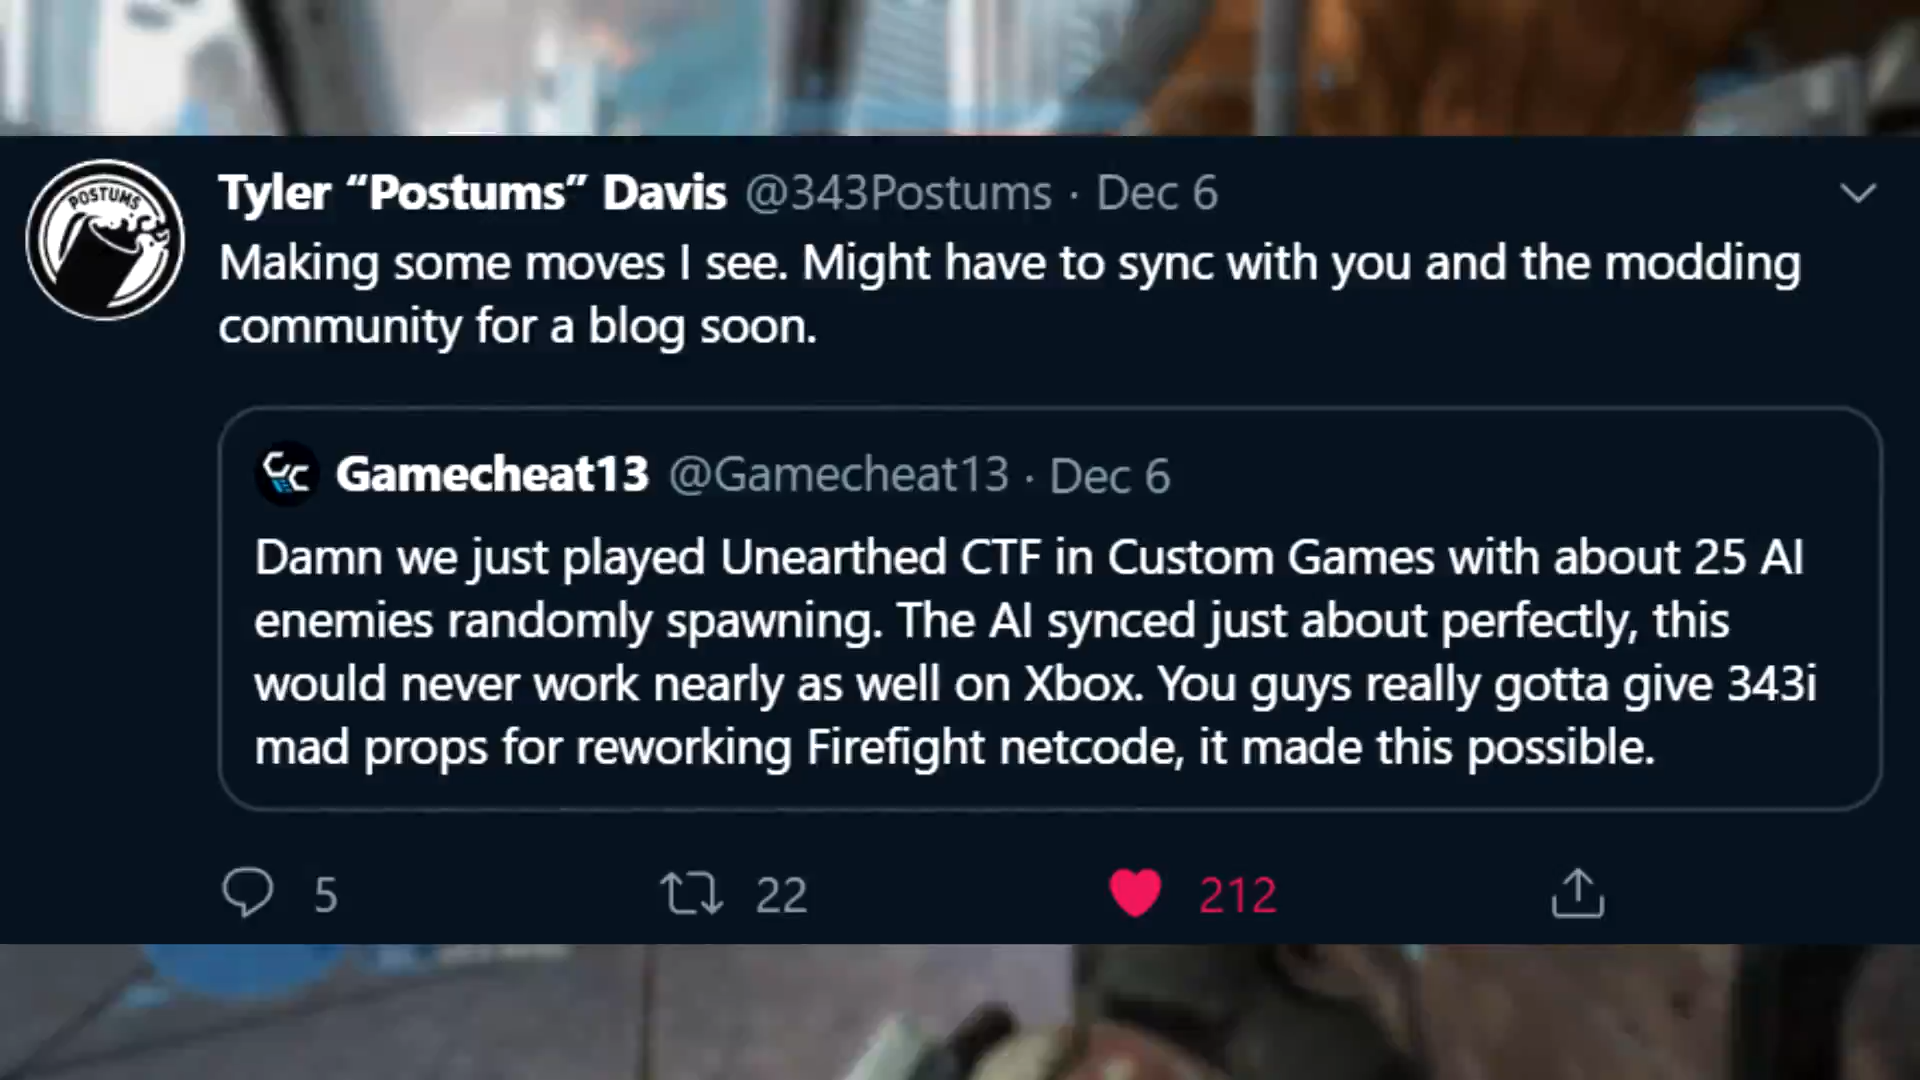 POSTUMS
Tyler “Postums” Davis @343Postums · Dec 6
Making some moves I see. Might have to sync with you and the modding
community for a blog soon.
Gamecheat13 @Gamecheat13 · Dec 6
Damn we just played Unearthed CTF in Custom Games with about 25 AI
enemies randomly spawning. The AI synced just about perfectly, this
would never work nearly as well on Xbox. You guys really gotta give 343i
mad props for reworking Firefight netcode, it made this possible.
5 22 212